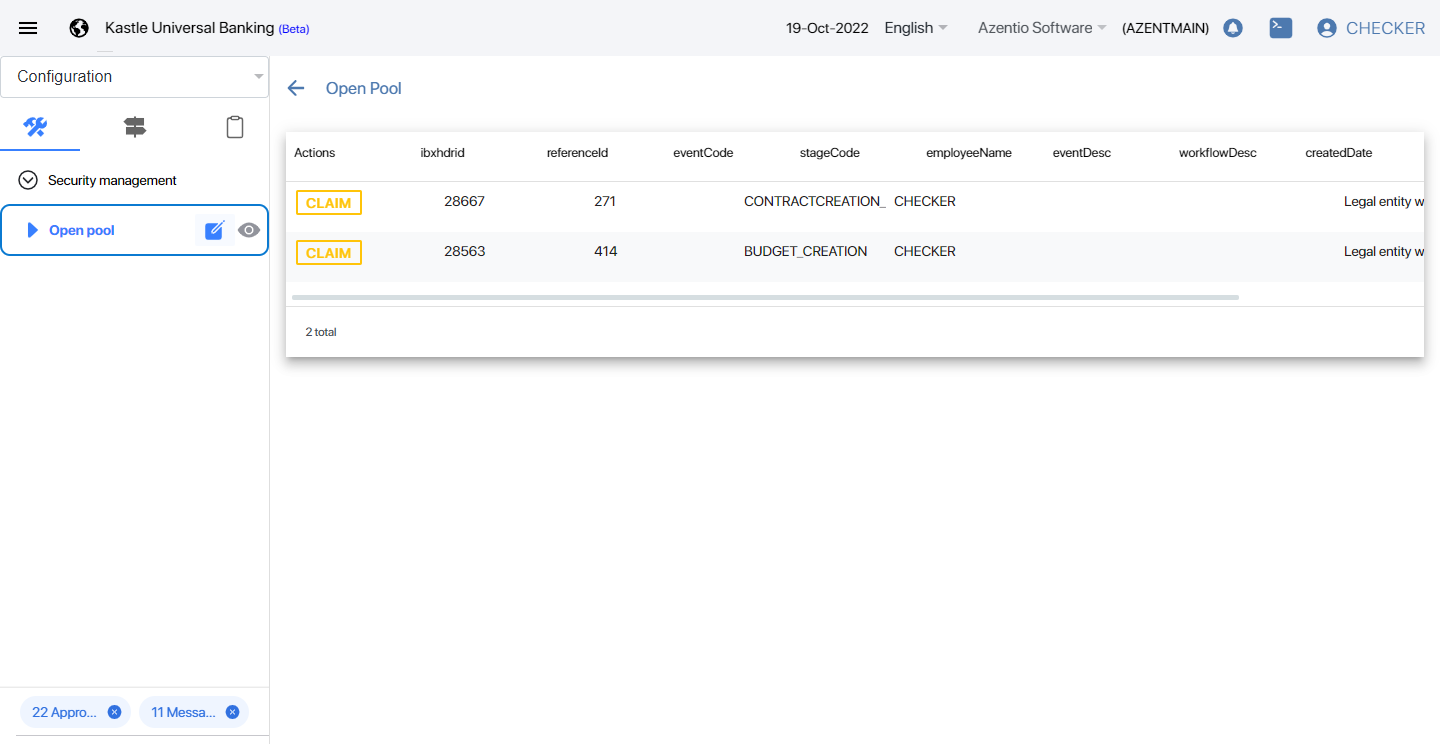 Kastle Universal Banking (Beta)
19-Oct-2022 English Azentio Software (AZENTMAIN) CHECKER
Configuration
Security management
Open pool
22 Appro... 11 Messa...
Open Pool
Actions ibxhdrid referenceId eventCode stageCode employeeName eventDesc workflowDesc createdDate
CLAIM 28667 271 CONTRACTCREATION_ CHECKER Legal entity w
CLAIM 28563 414 BUDGET_CREATION CHECKER Legal entity w
2 total